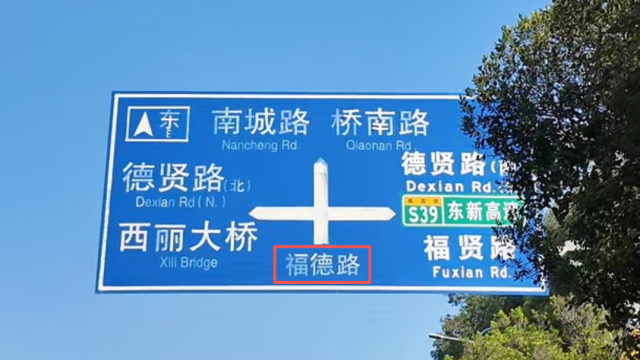 东
南城路 桥南路
Nancheng Rd. Qiaonan Rd.
德贤路(北)
Dexian Rd (N.)
德贤路(南)
Dexian Rd.
S39 东新高速
西丽大桥
Xili Bridge
福贤路
Fuxian Rd.
福德路